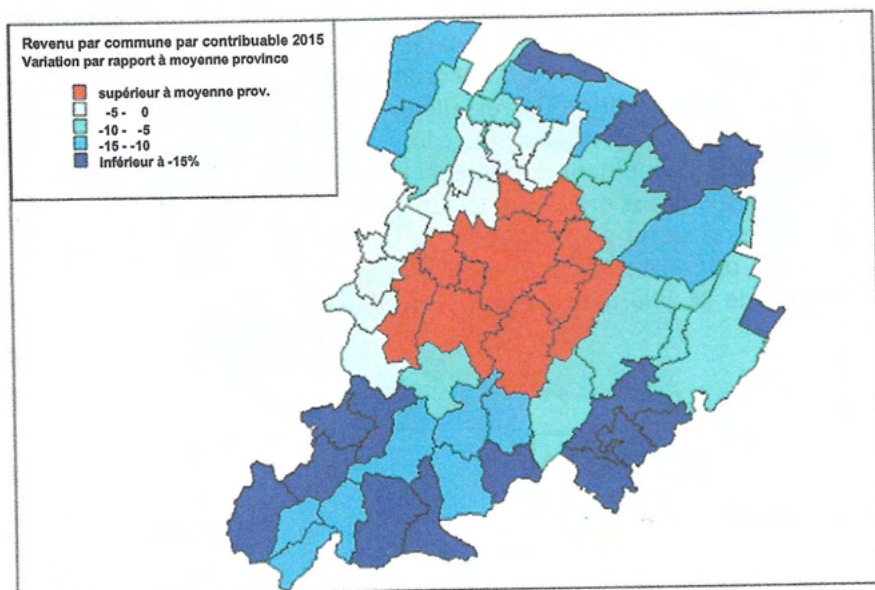 Revenu par commune par contribuable 2015
Variation par rapport à moyenne province
supérieur à moyenne prov.
-5 - 0
-10 - -5
-15 - -10
Inférieur à -15%